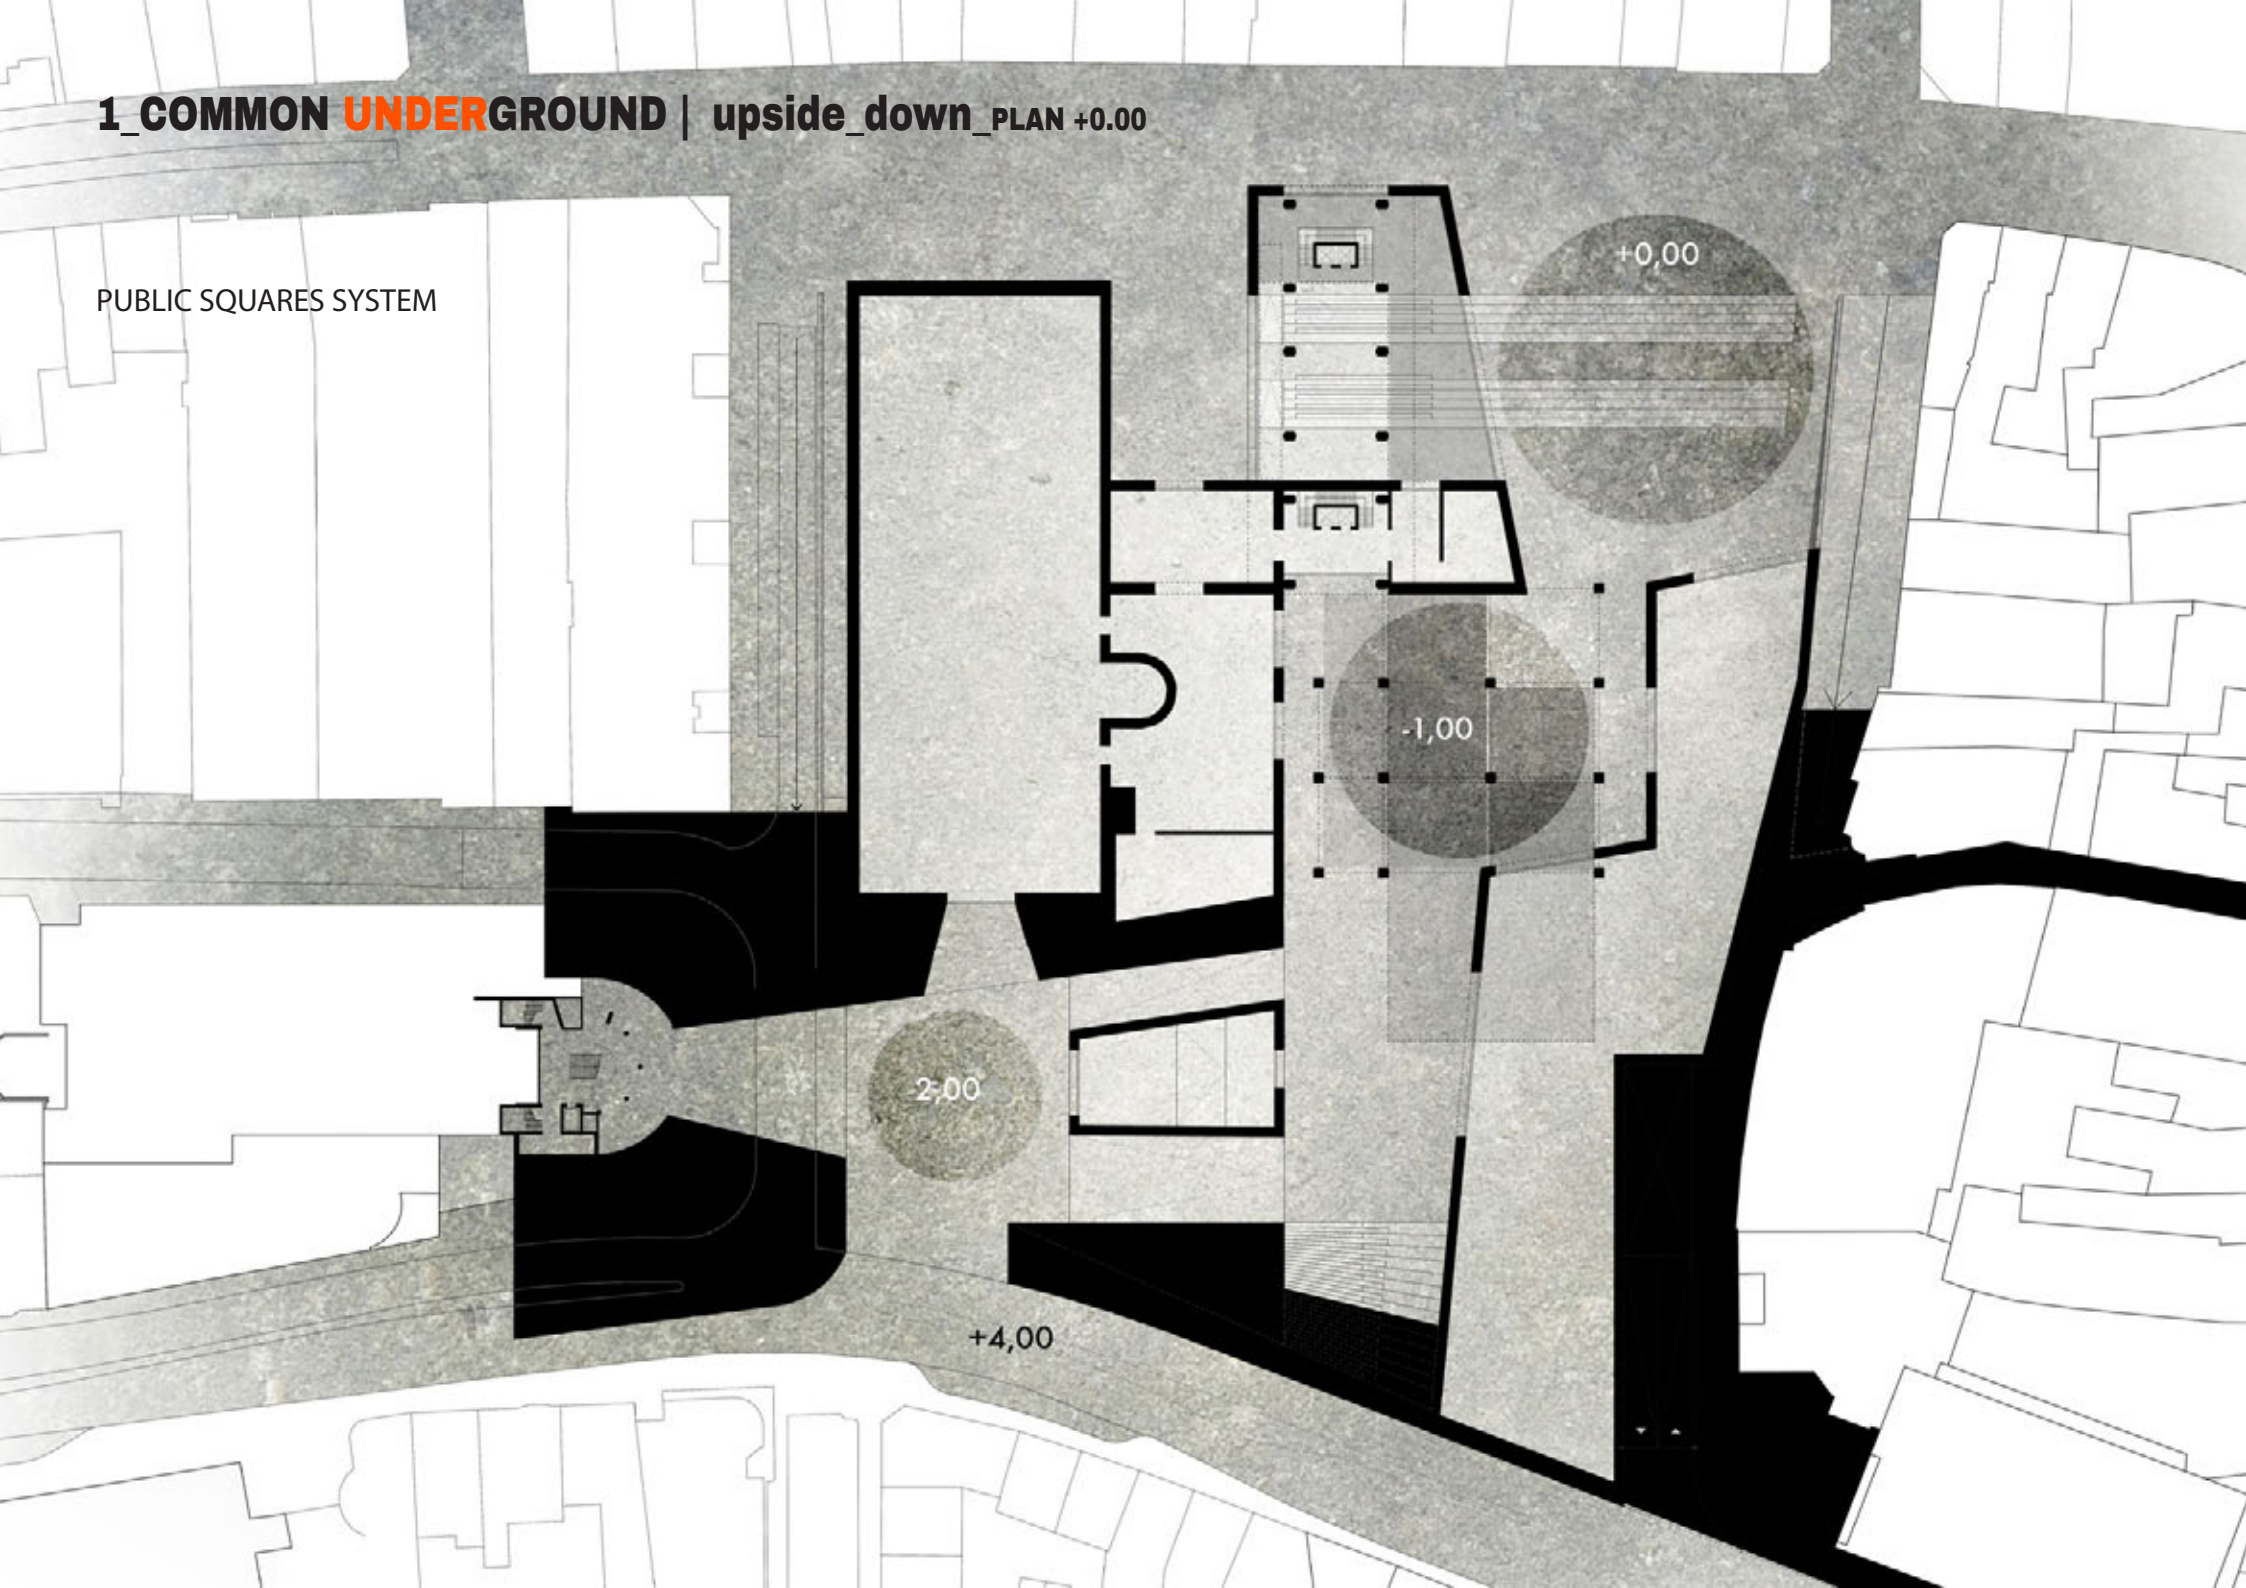 1_COMMON UNDERGROUND | upside_down_PLAN +0.00
+0,00
PUBLIC SQUARES SYSTEM
-1,00
-2,00
+4,00